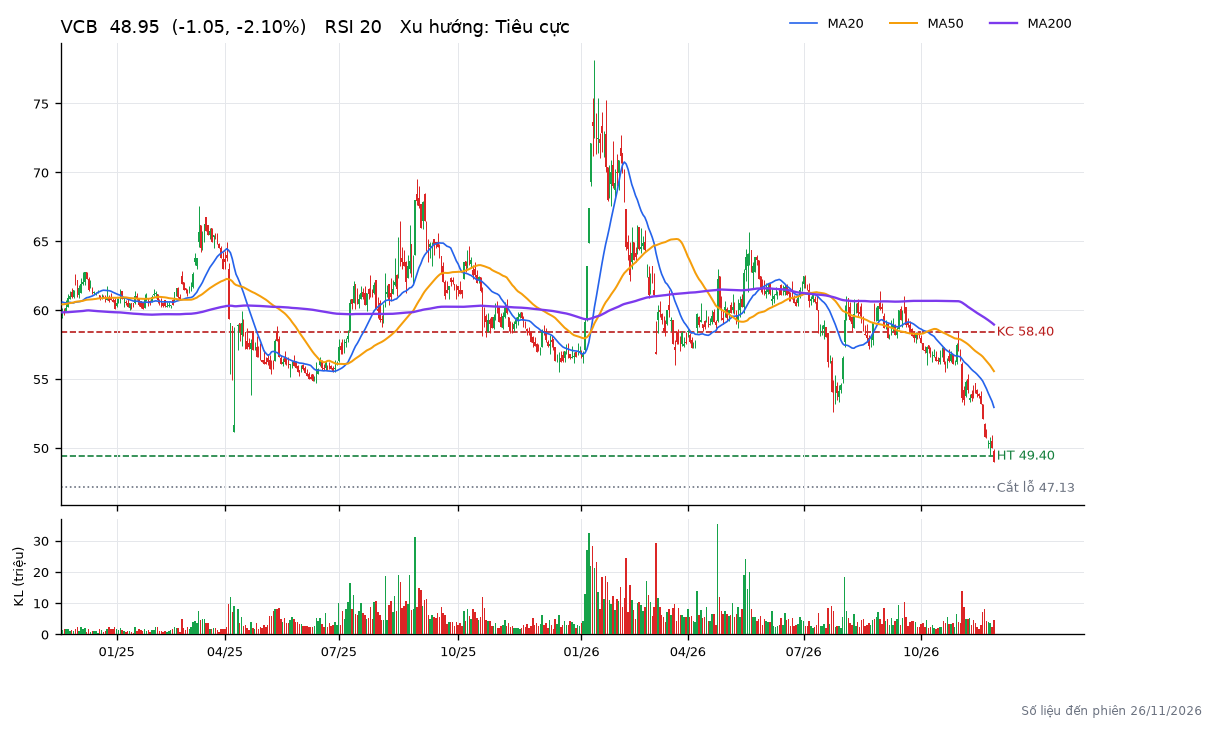 VCB  48.95  (-1.05, -2.10%)   RSI 20   Xu hướng: Tiêu cực
MA20
MA50
MA200
75
70
65
60
55
50
KC 58.40
HT 49.40
Cắt lỗ 47.13
KL (triệu)
30
20
10
0
01/25
04/25
07/25
10/25
01/26
04/26
07/26
10/26
Số liệu đến phiên 26/11/2026